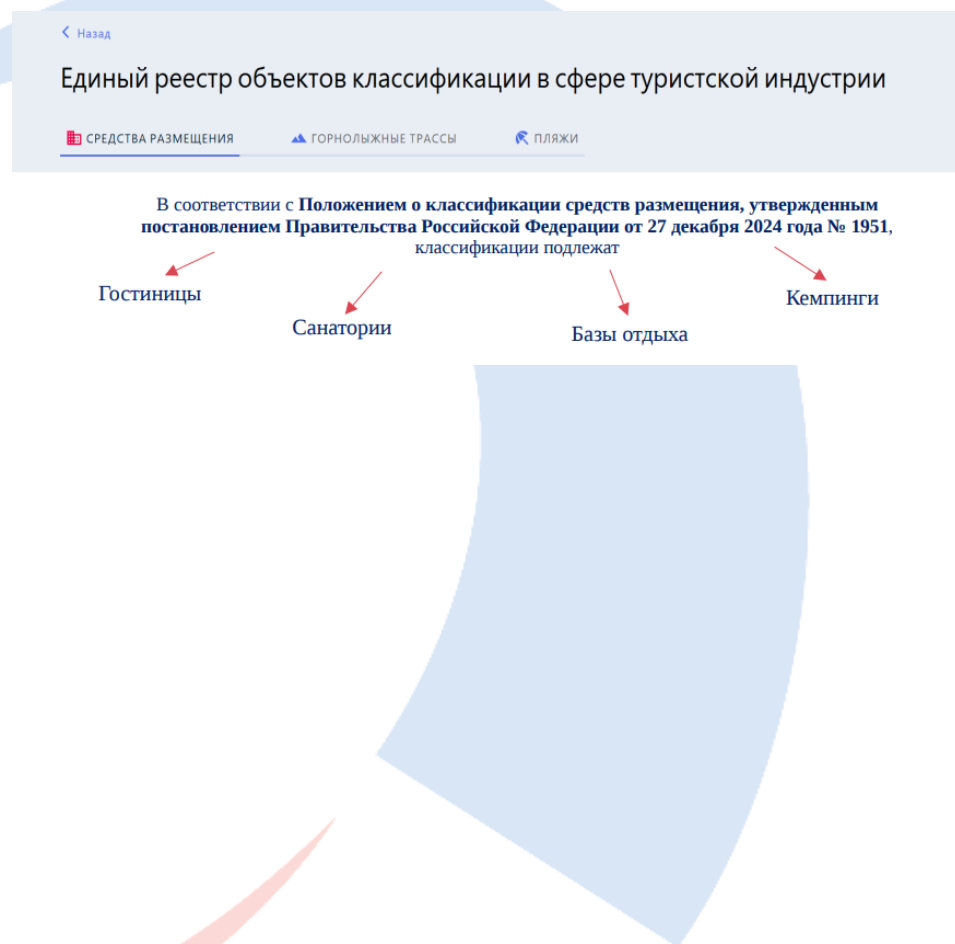 Назад
Единый реестр объектов классификации в сфере туристской индустрии
СРЕДСТВА РАЗМЕЩЕНИЯ ГОРНОЛЫЖНЫЕ ТРАССЫ ПЛЯЖИ
В соответствии с Положением о классификации средств размещения, утвержденным
постановлением Правительства Российской Федерации от 27 декабря 2024 года № 1951,
классификации подлежат
Гостиницы
Кемпинги
Санатории
Базы отдыха